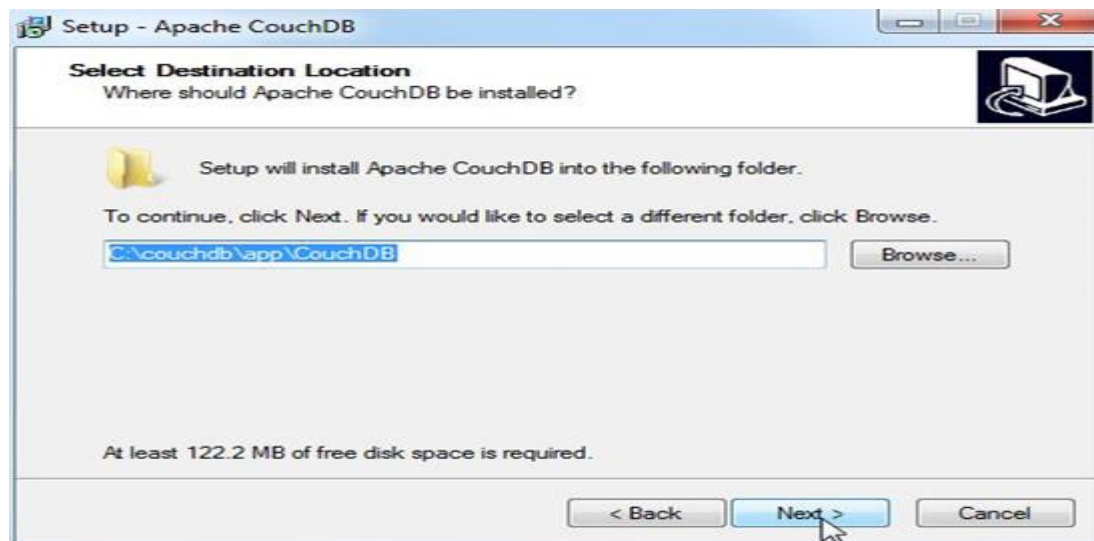 Setup - Apache CouchDB
Select Destination Location
Where should Apache CouchDB be installed?
Setup will install Apache CouchDB into the following folder.
To continue, click Next. If you would like to select a different folder, click Browse.
C:\couchdb\app\CouchDB
Browse...
At least 122.2 MB of free disk space is required.
< Back
Next >
Cancel